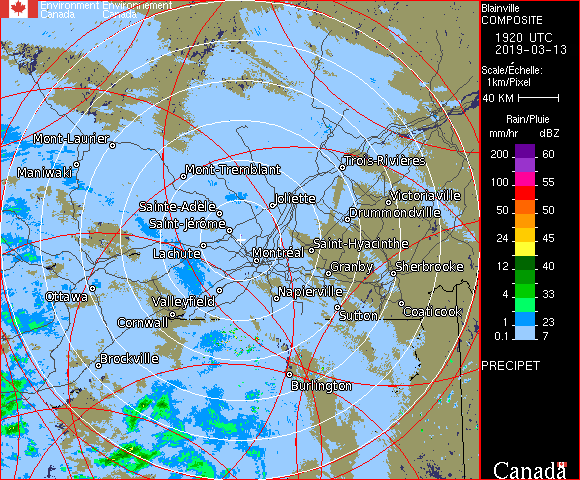 Environment Environnement
Canada Canada
Mont-Laurier
Maniwaki
Mont-Tremblant
Trois-Rivières
Sainte-Adèle
Joliette
Victoriaville
Saint-Jérôme
Drummondville
Lachute
Montréal
Saint-Hyacinthe
Granby
Sherbrooke
Ottawa
Valleyfield
Napierville
Cornwall
Sutton
Coaticook
Brockville
Burlington
Blainville
COMPOSITE
1920 UTC
2019-03-13
Scale/Échelle:
1km/Pixel
40 KM
Rain/Pluie
mm/hr dBZ
200 60
100 55
50 50
24 45
12 40
4 33
1 23
0.1 7
PRECIPET
Canada